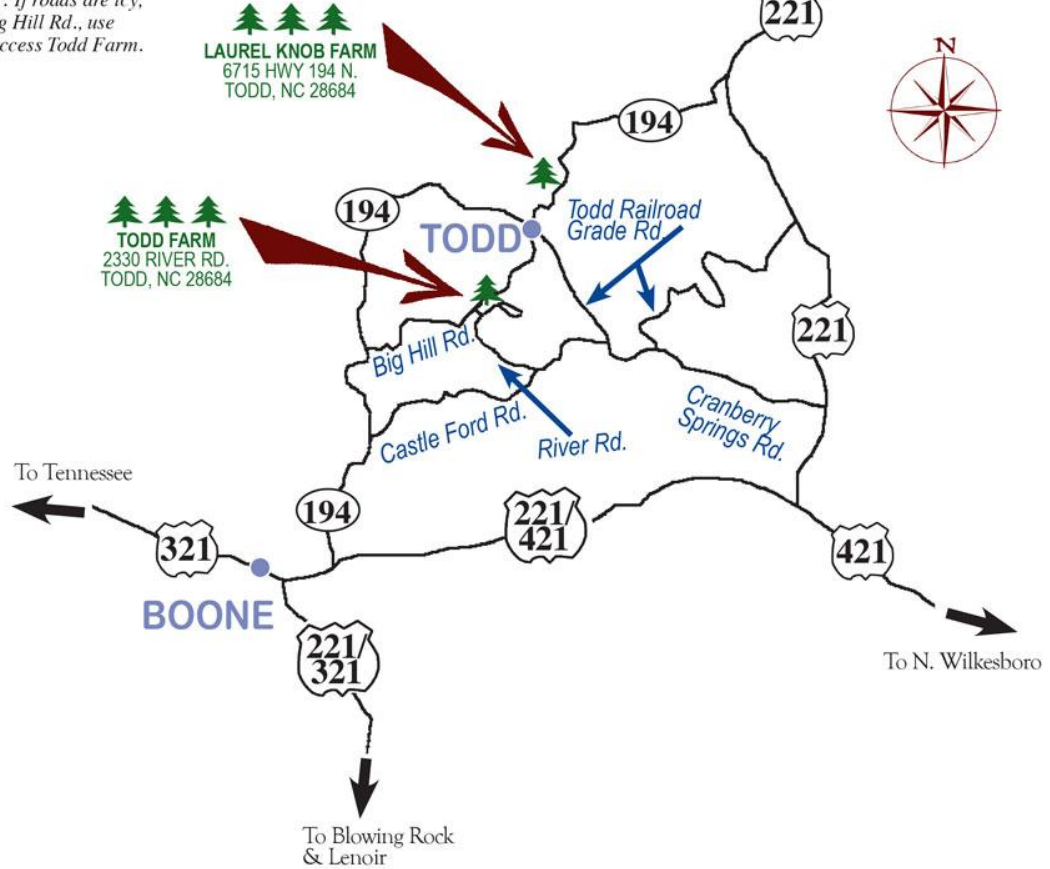 . If roads are icy,
g Hill Rd., use
ccess Todd Farm.
LAUREL KNOB FARM
6715 HWY 194 N.
TODD, NC 28684
221
N
194
194
TODD FARM
2330 RIVER RD.
TODD, NC 28684
TODD
Todd Railroad
Grade Rd.
221
Big Hill Rd.
Castle Ford Rd.
River Rd.
Cranberry
Springs Rd.
To Tennessee
194
221/
421
321
421
BOONE
221/
321
To N. Wilkesboro
To Blowing Rock
& Lenoir